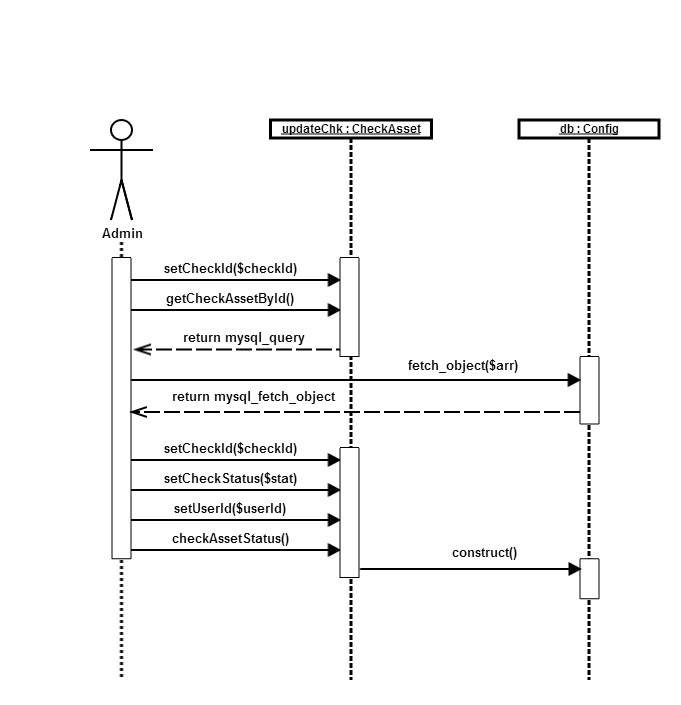 updateChk : CheckAsset
db : Config
Admin
setCheckId($checkId)
getCheckAssetById()
return mysql_query
fetch_object($arr)
return mysql_fetch_object
setCheckId($checkId)
setCheckStatus($stat)
setUserId($userId)
checkAssetStatus()
construct()